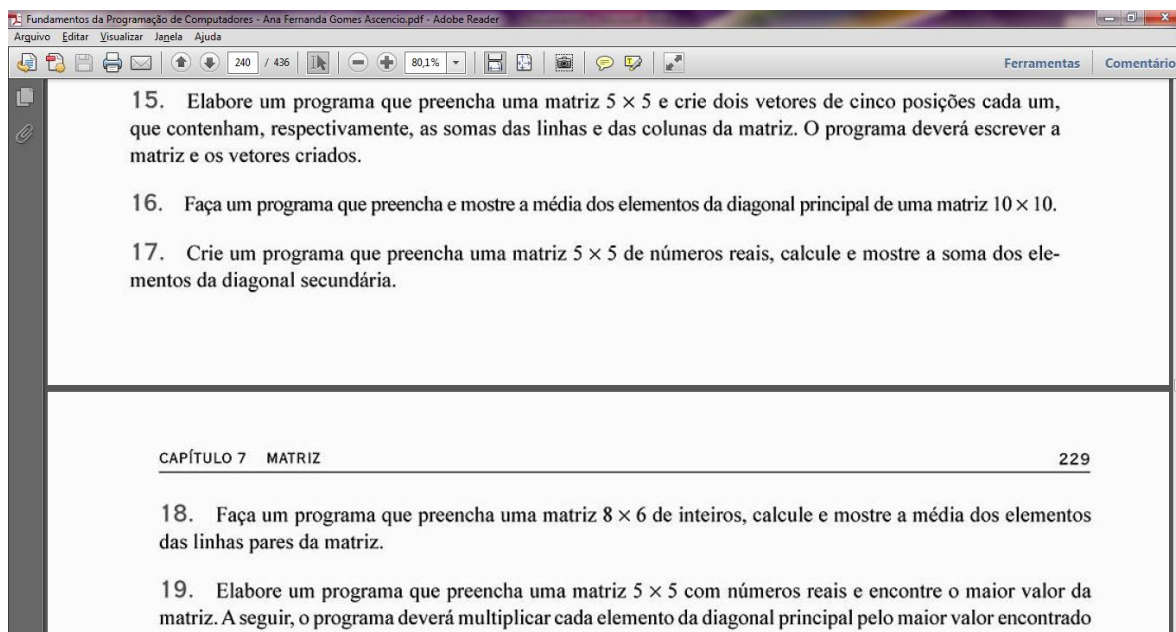 Fundamentos da Programação de Computadores - Ana Fernanda Gomes Ascencio.pdf - Adobe Reader
Arquivo Editar Visualizar Janela Ajuda
240 / 436 80,1% Ferramentas Comentário
15. Elabore um programa que preencha uma matriz 5 × 5 e crie dois vetores de cinco posições cada um,
que contenham, respectivamente, as somas das linhas e das colunas da matriz. O programa deverá escrever a
matriz e os vetores criados.
16. Faça um programa que preencha e mostre a média dos elementos da diagonal principal de uma matriz 10 × 10.
17. Crie um programa que preencha uma matriz 5 × 5 de números reais, calcule e mostre a soma dos ele-
mentos da diagonal secundária.
CAPÍTULO 7 MATRIZ 229
18. Faça um programa que preencha uma matriz 8 × 6 de inteiros, calcule e mostre a média dos elementos
das linhas pares da matriz.
19. Elabore um programa que preencha uma matriz 5 × 5 com números reais e encontre o maior valor da
matriz. A seguir, o programa deverá multiplicar cada elemento da diagonal principal pelo maior valor encontrado